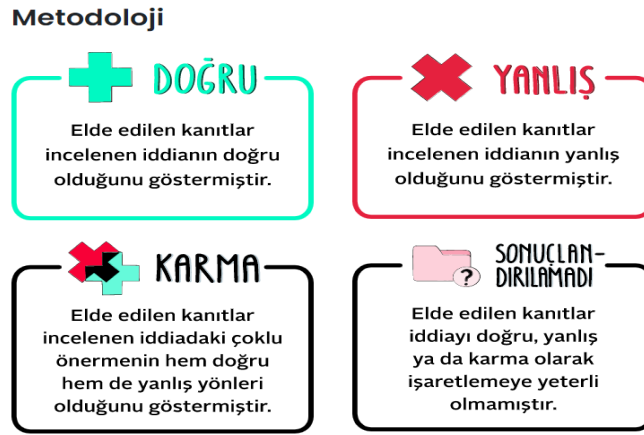 Metodoloji
DOĞRU
Elde edilen kanıtlar
incelenen iddianın doğru
olduğunu göstermiştir.
YANLIŞ
Elde edilen kanıtlar
incelenen iddianın yanlış
olduğunu göstermiştir.
KARMA
Elde edilen kanıtlar
incelenen iddiadaki çoklu
önermenin hem doğru
hem de yanlış yönleri
olduğunu göstermiştir.
SONUÇLAN-
DIRILAMADI
?
Elde edilen kanıtlar
iddiayı doğru, yanlış
ya da karma olarak
işaretlemeye yeterli
olmamıştır.